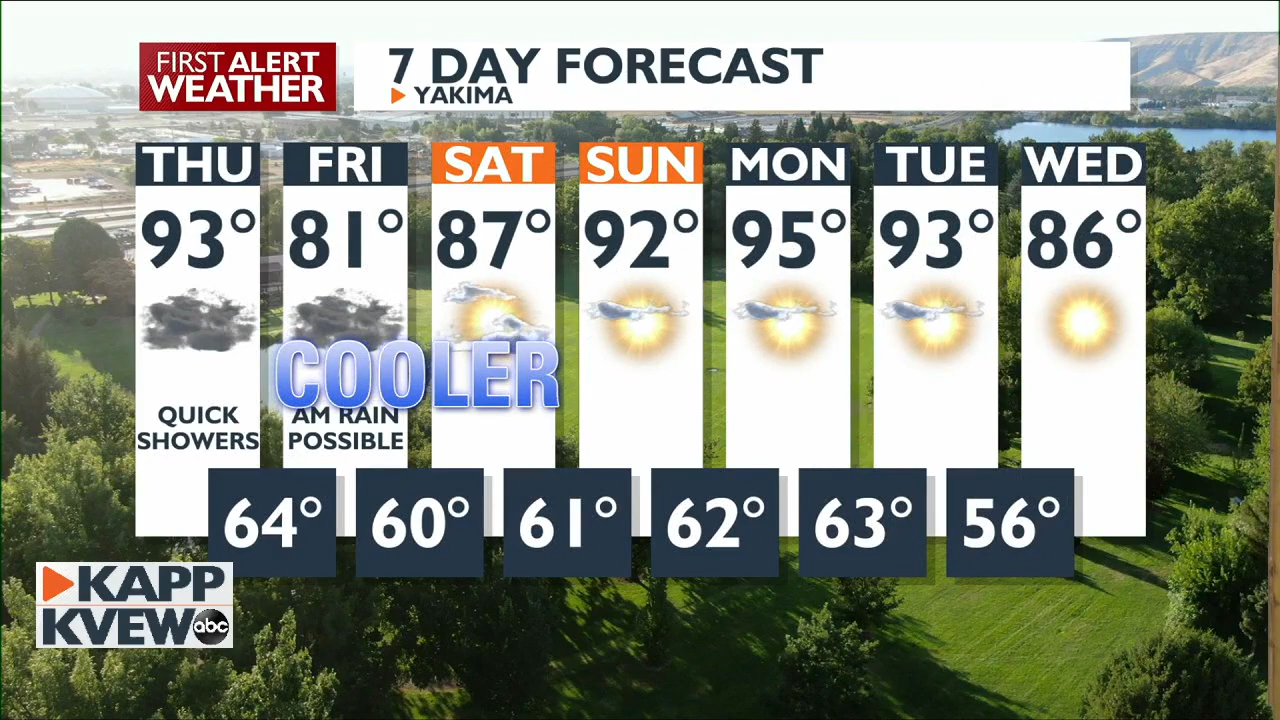 FIRST ALERT
WEATHER
7 DAY FORECAST
YAKIMA
THU FRI SAT SUN MON TUE WED
93° 81° 87° 92° 95° 93° 86°
COOLER
QUICK
SHOWERS
AM RAIN
POSSIBLE
64° 60° 61° 62° 63° 56°
KAPP
KVEW abc